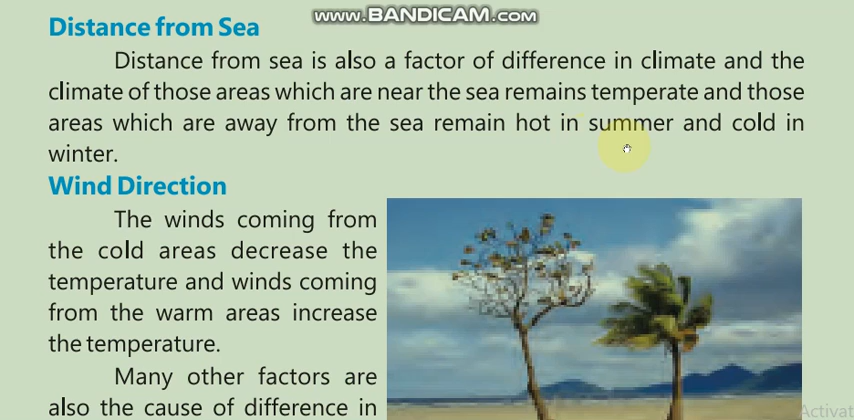 WWW.BANDICAM.COM
Distance from Sea
Distance from sea is also a factor of difference in climate and the
climate of those areas which are near the sea remains temperate and those
areas which are away from the sea remain hot in summer and cold in
winter.
Wind Direction
The winds coming from
the cold areas decrease the
temperature and winds coming
from the warm areas increase
the temperature.
Many other factors are
also the cause of difference in
Activat